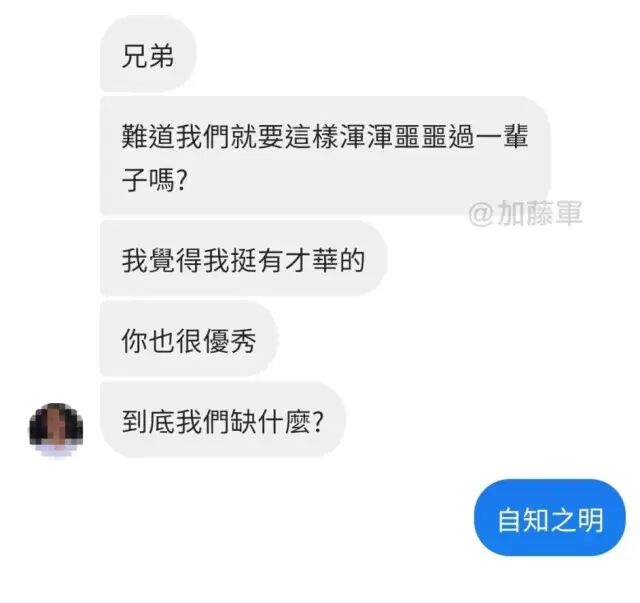 兄弟
難道我們就要這樣渾渾噩噩過一輩
子嗎?
@加藤軍
我覺得我挺有才華的
你也很優秀
到底我們缺什麼?
自知之明